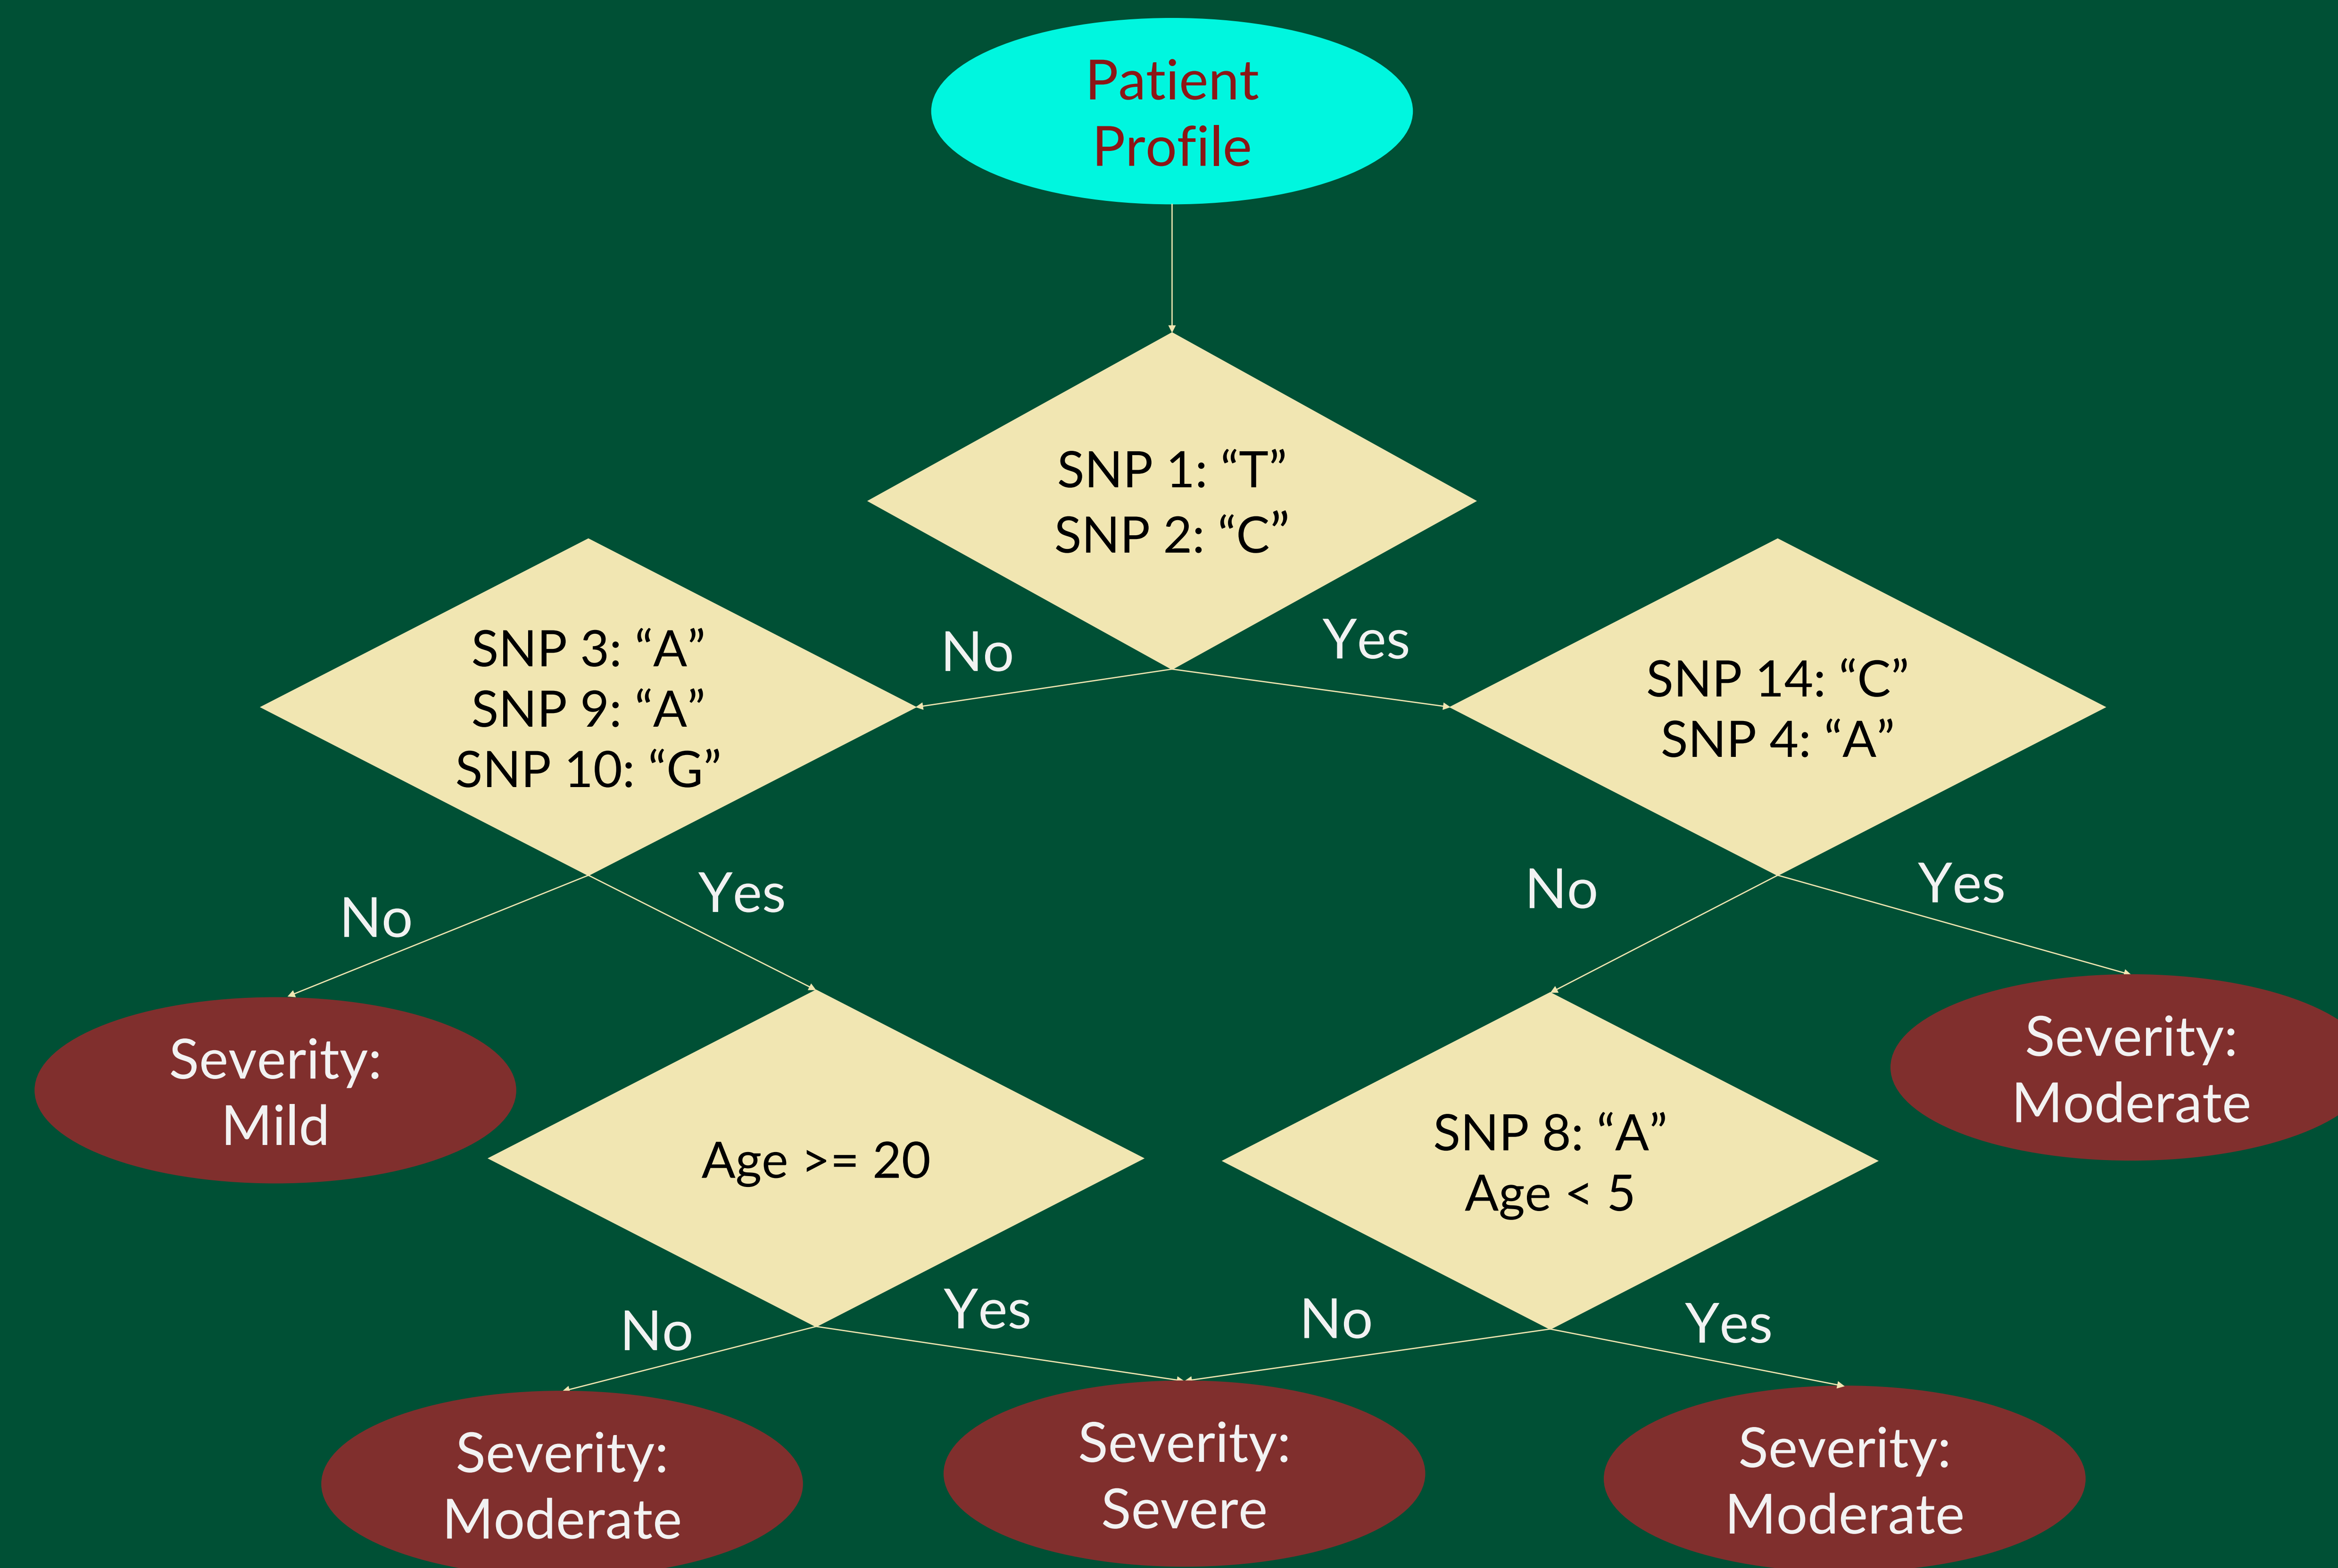 Patient
Profile
SNP 1: “T”
SNP 2: “C”
No
Yes
SNP 3: “A”
SNP 9: “A”
SNP 10: “G”
SNP 14: “C”
SNP 4: “A”
No
Yes
No
Yes
Severity:
Mild
Age >= 20
SNP 8: “A”
Age < 5
Severity:
Moderate
No
Yes
No
Yes
Severity:
Moderate
Severity:
Severe
Severity:
Moderate